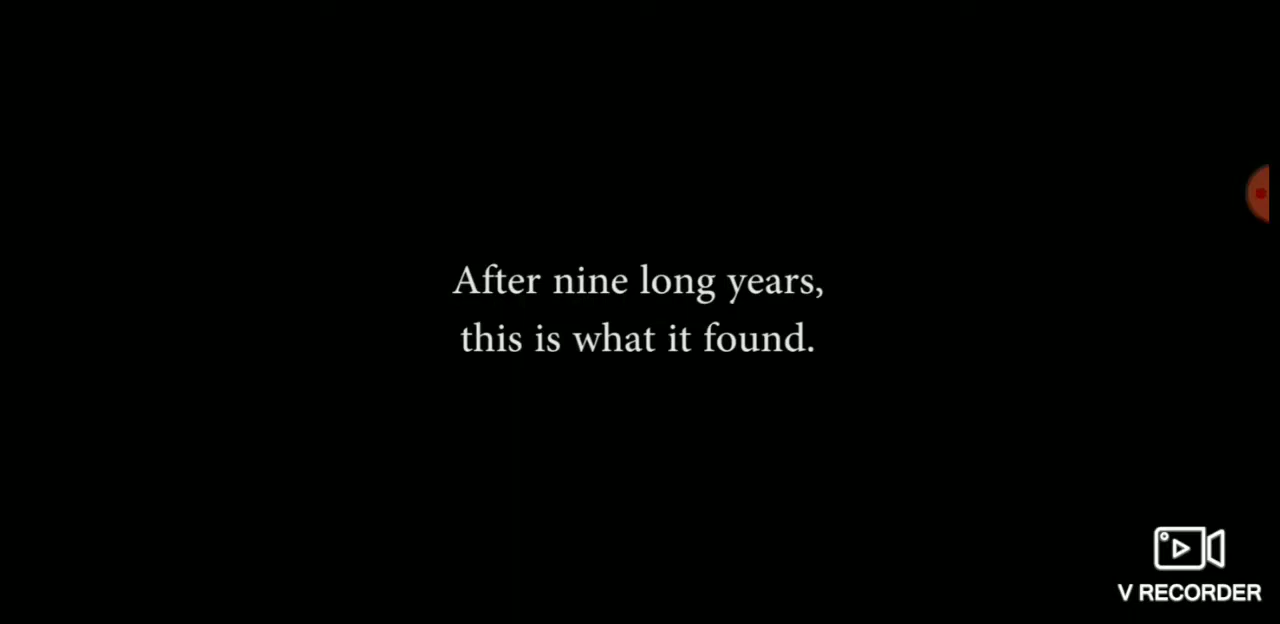 After nine long years,
this is what it found.
V RECORDER